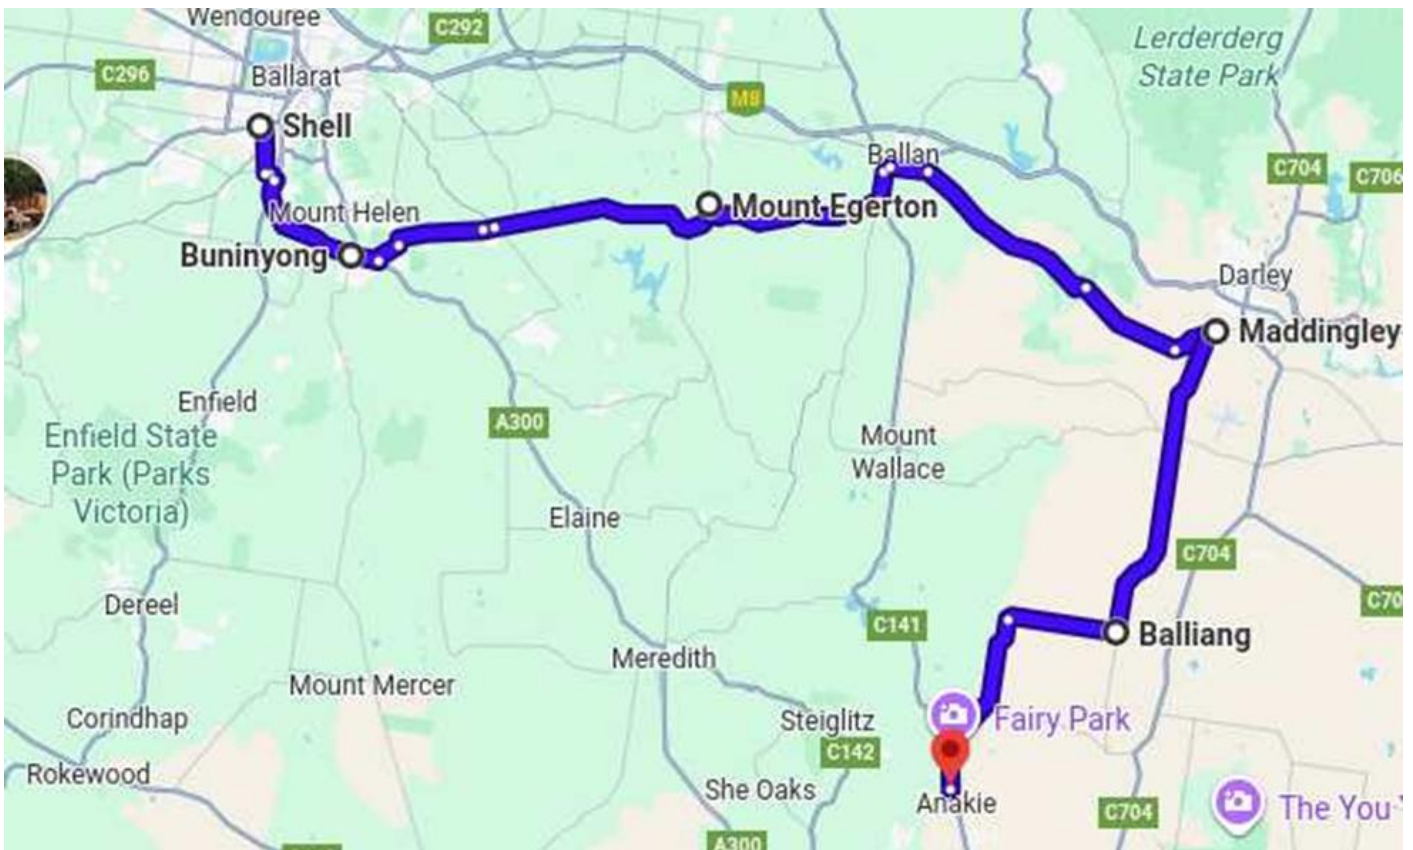 Wendouree
C292
Lerderderg
State Park
C296
Ballarat
M8
Shell
Ballan
C704
C706
Mount Helen
Mount Egerton
Buninyong
Darley
Maddingley
Enfield
A300
Enfield State
Park (Parks
Victoria)
Mount
Wallace
Elaine
C704
Dereel
C70
C141
Balliang
Meredith
Mount Mercer
Corindhap
Steiglitz
Fairy Park
C142
Rokewood
She Oaks
Anakie
C704
The You Y
A300